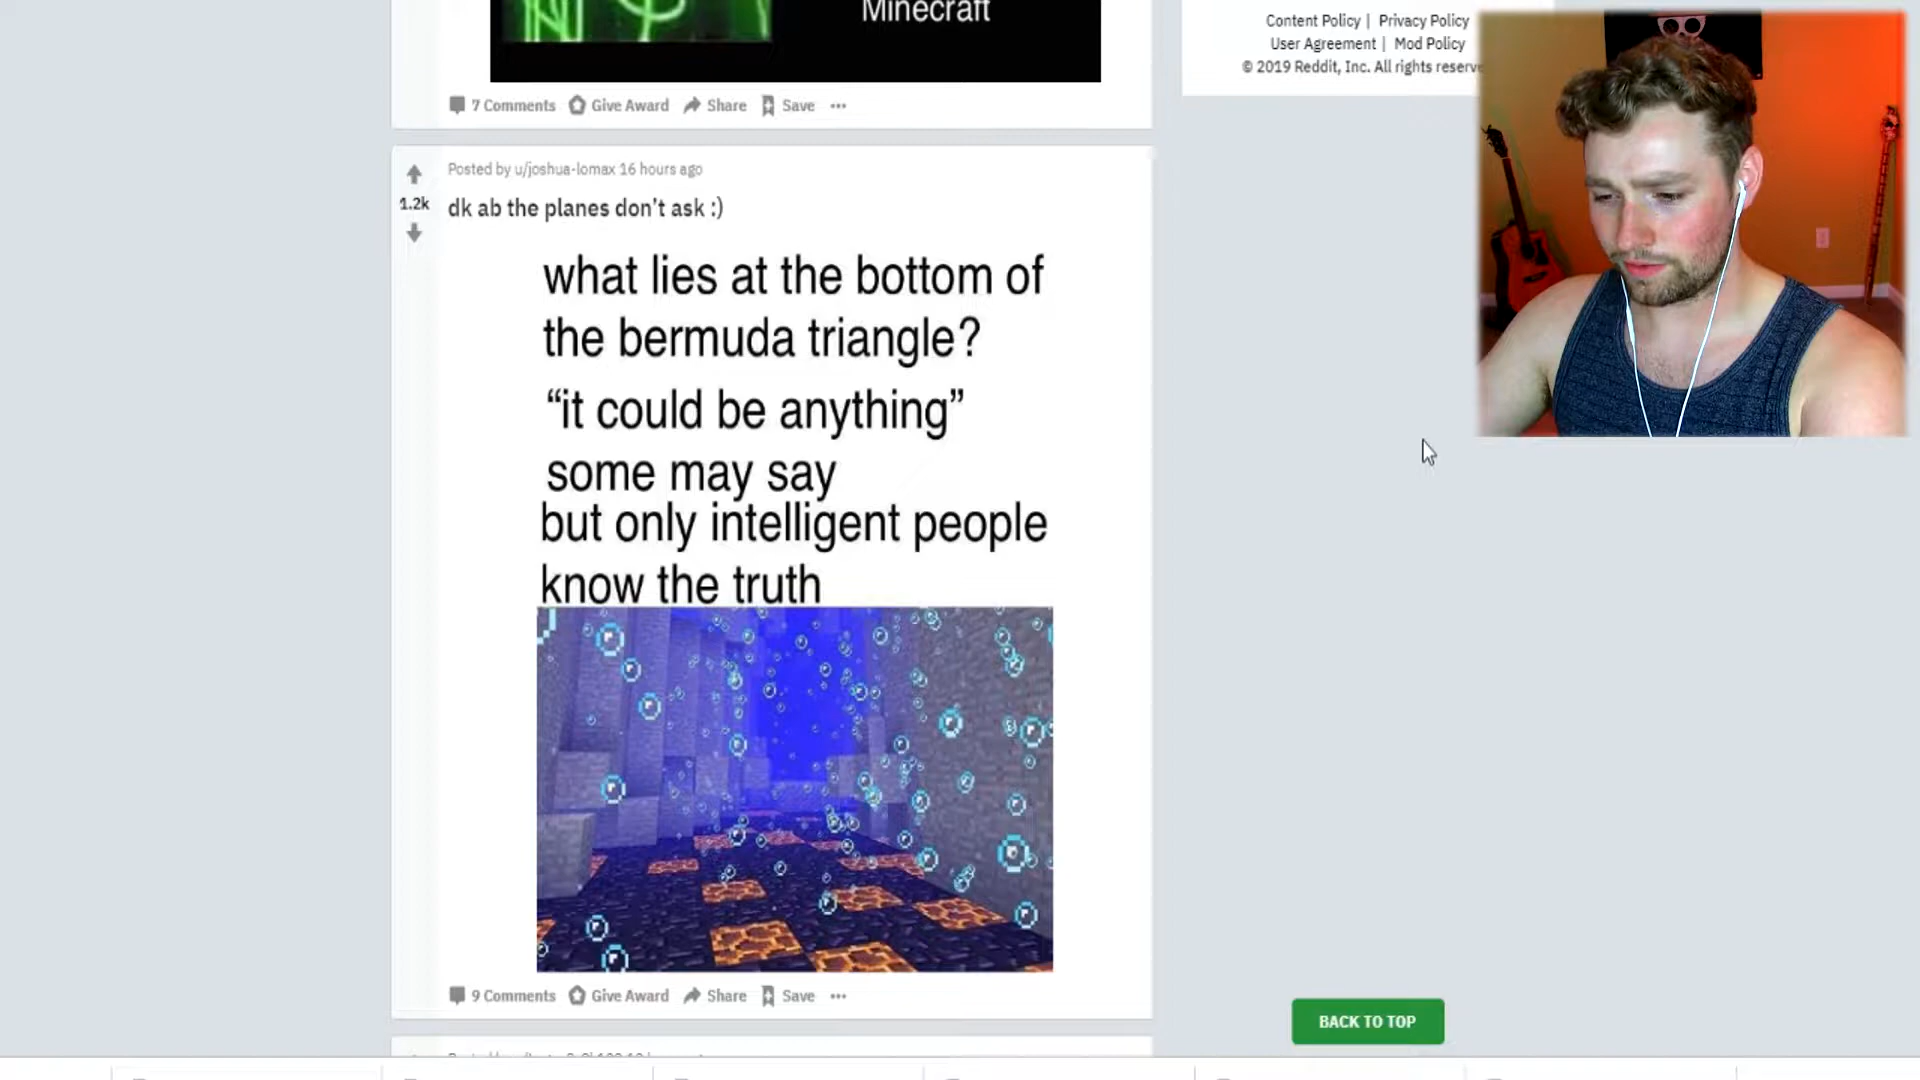 Minecraft
7 Comments Give Award Share Save
Content Policy | Privacy Policy
User Agreement | Mod Policy
© 2019 Reddit, Inc. All rights reserve
Posted by u/joshua-lomax 16 hours ago
1.2k
dk ab the planes don't ask :)
what lies at the bottom of
the bermuda triangle?
“it could be anything”
some may say
but only intelligent people
know the truth
9 Comments Give Award Share Save
BACK TO TOP